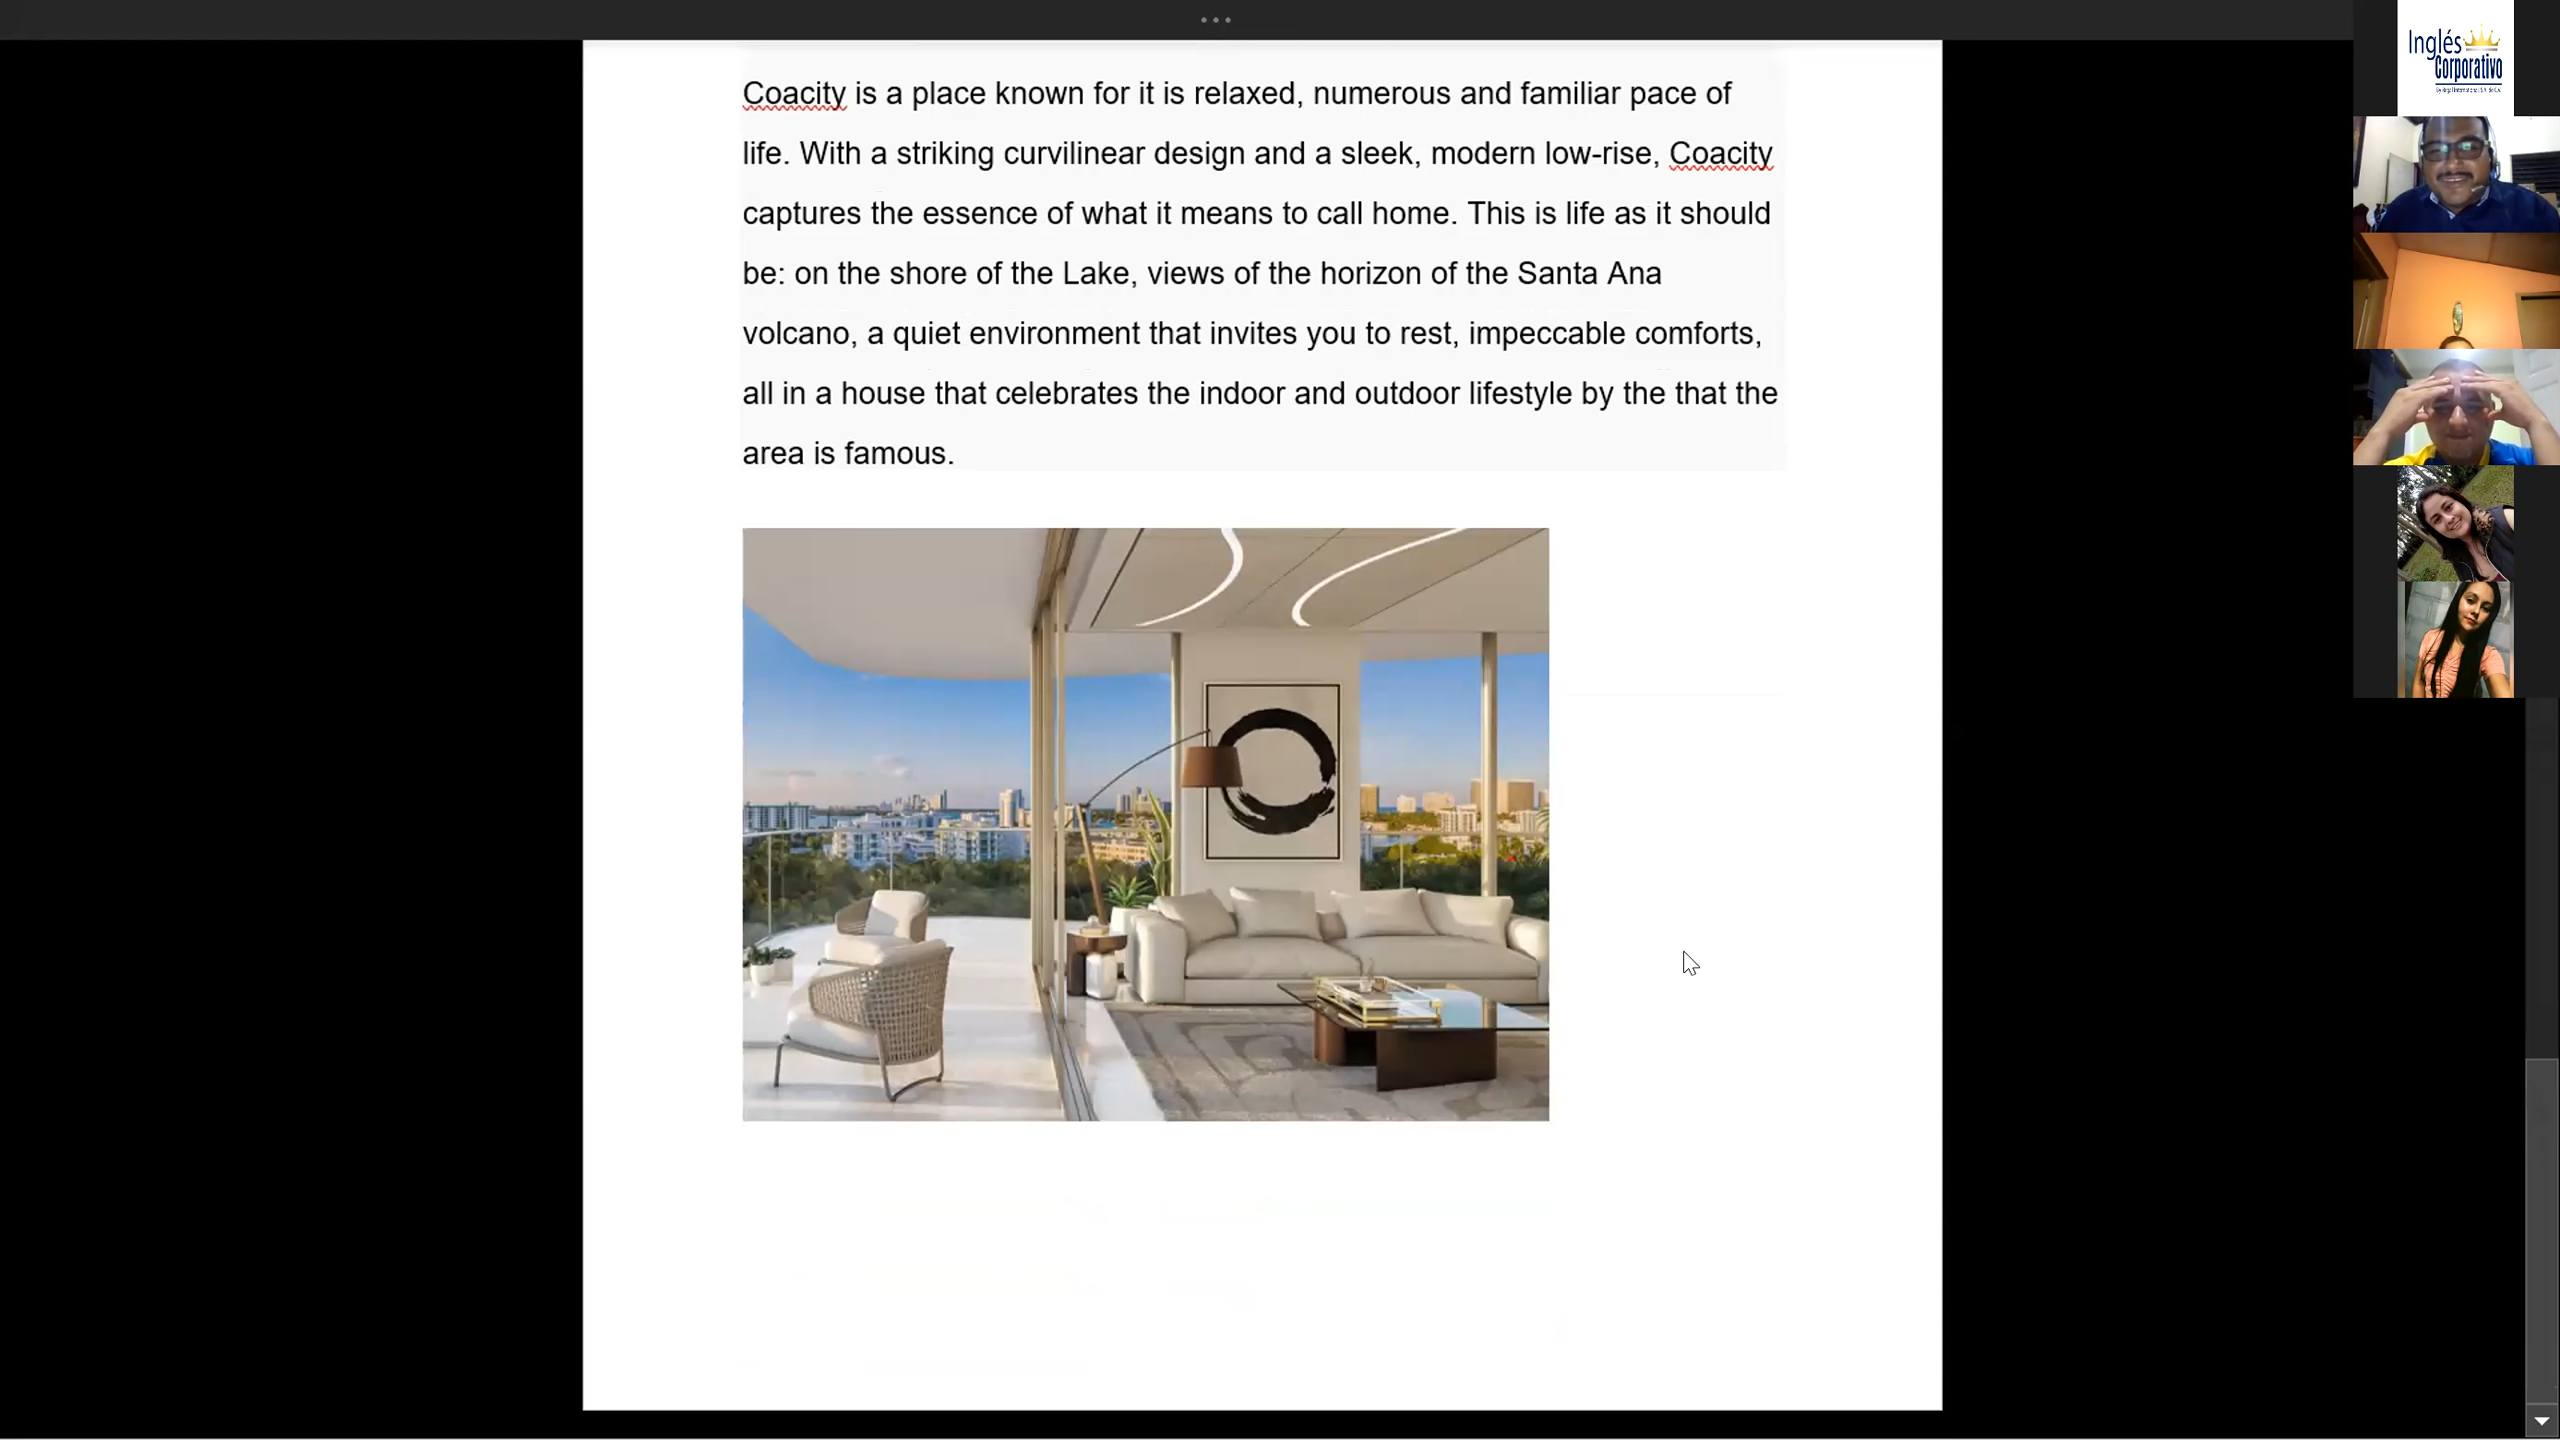 Coacity is a place known for it is relaxed, numerous and familiar pace of
life. With a striking curvilinear design and a sleek, modern low-rise, Coacity
captures the essence of what it means to call home. This is life as it should
be: on the shore of the Lake, views of the horizon of the Santa Ana
volcano, a quiet environment that invites you to rest, impeccable comforts,
all in a house that celebrates the indoor and outdoor lifestyle by the that the
area is famous.
Inglés
Corporativo